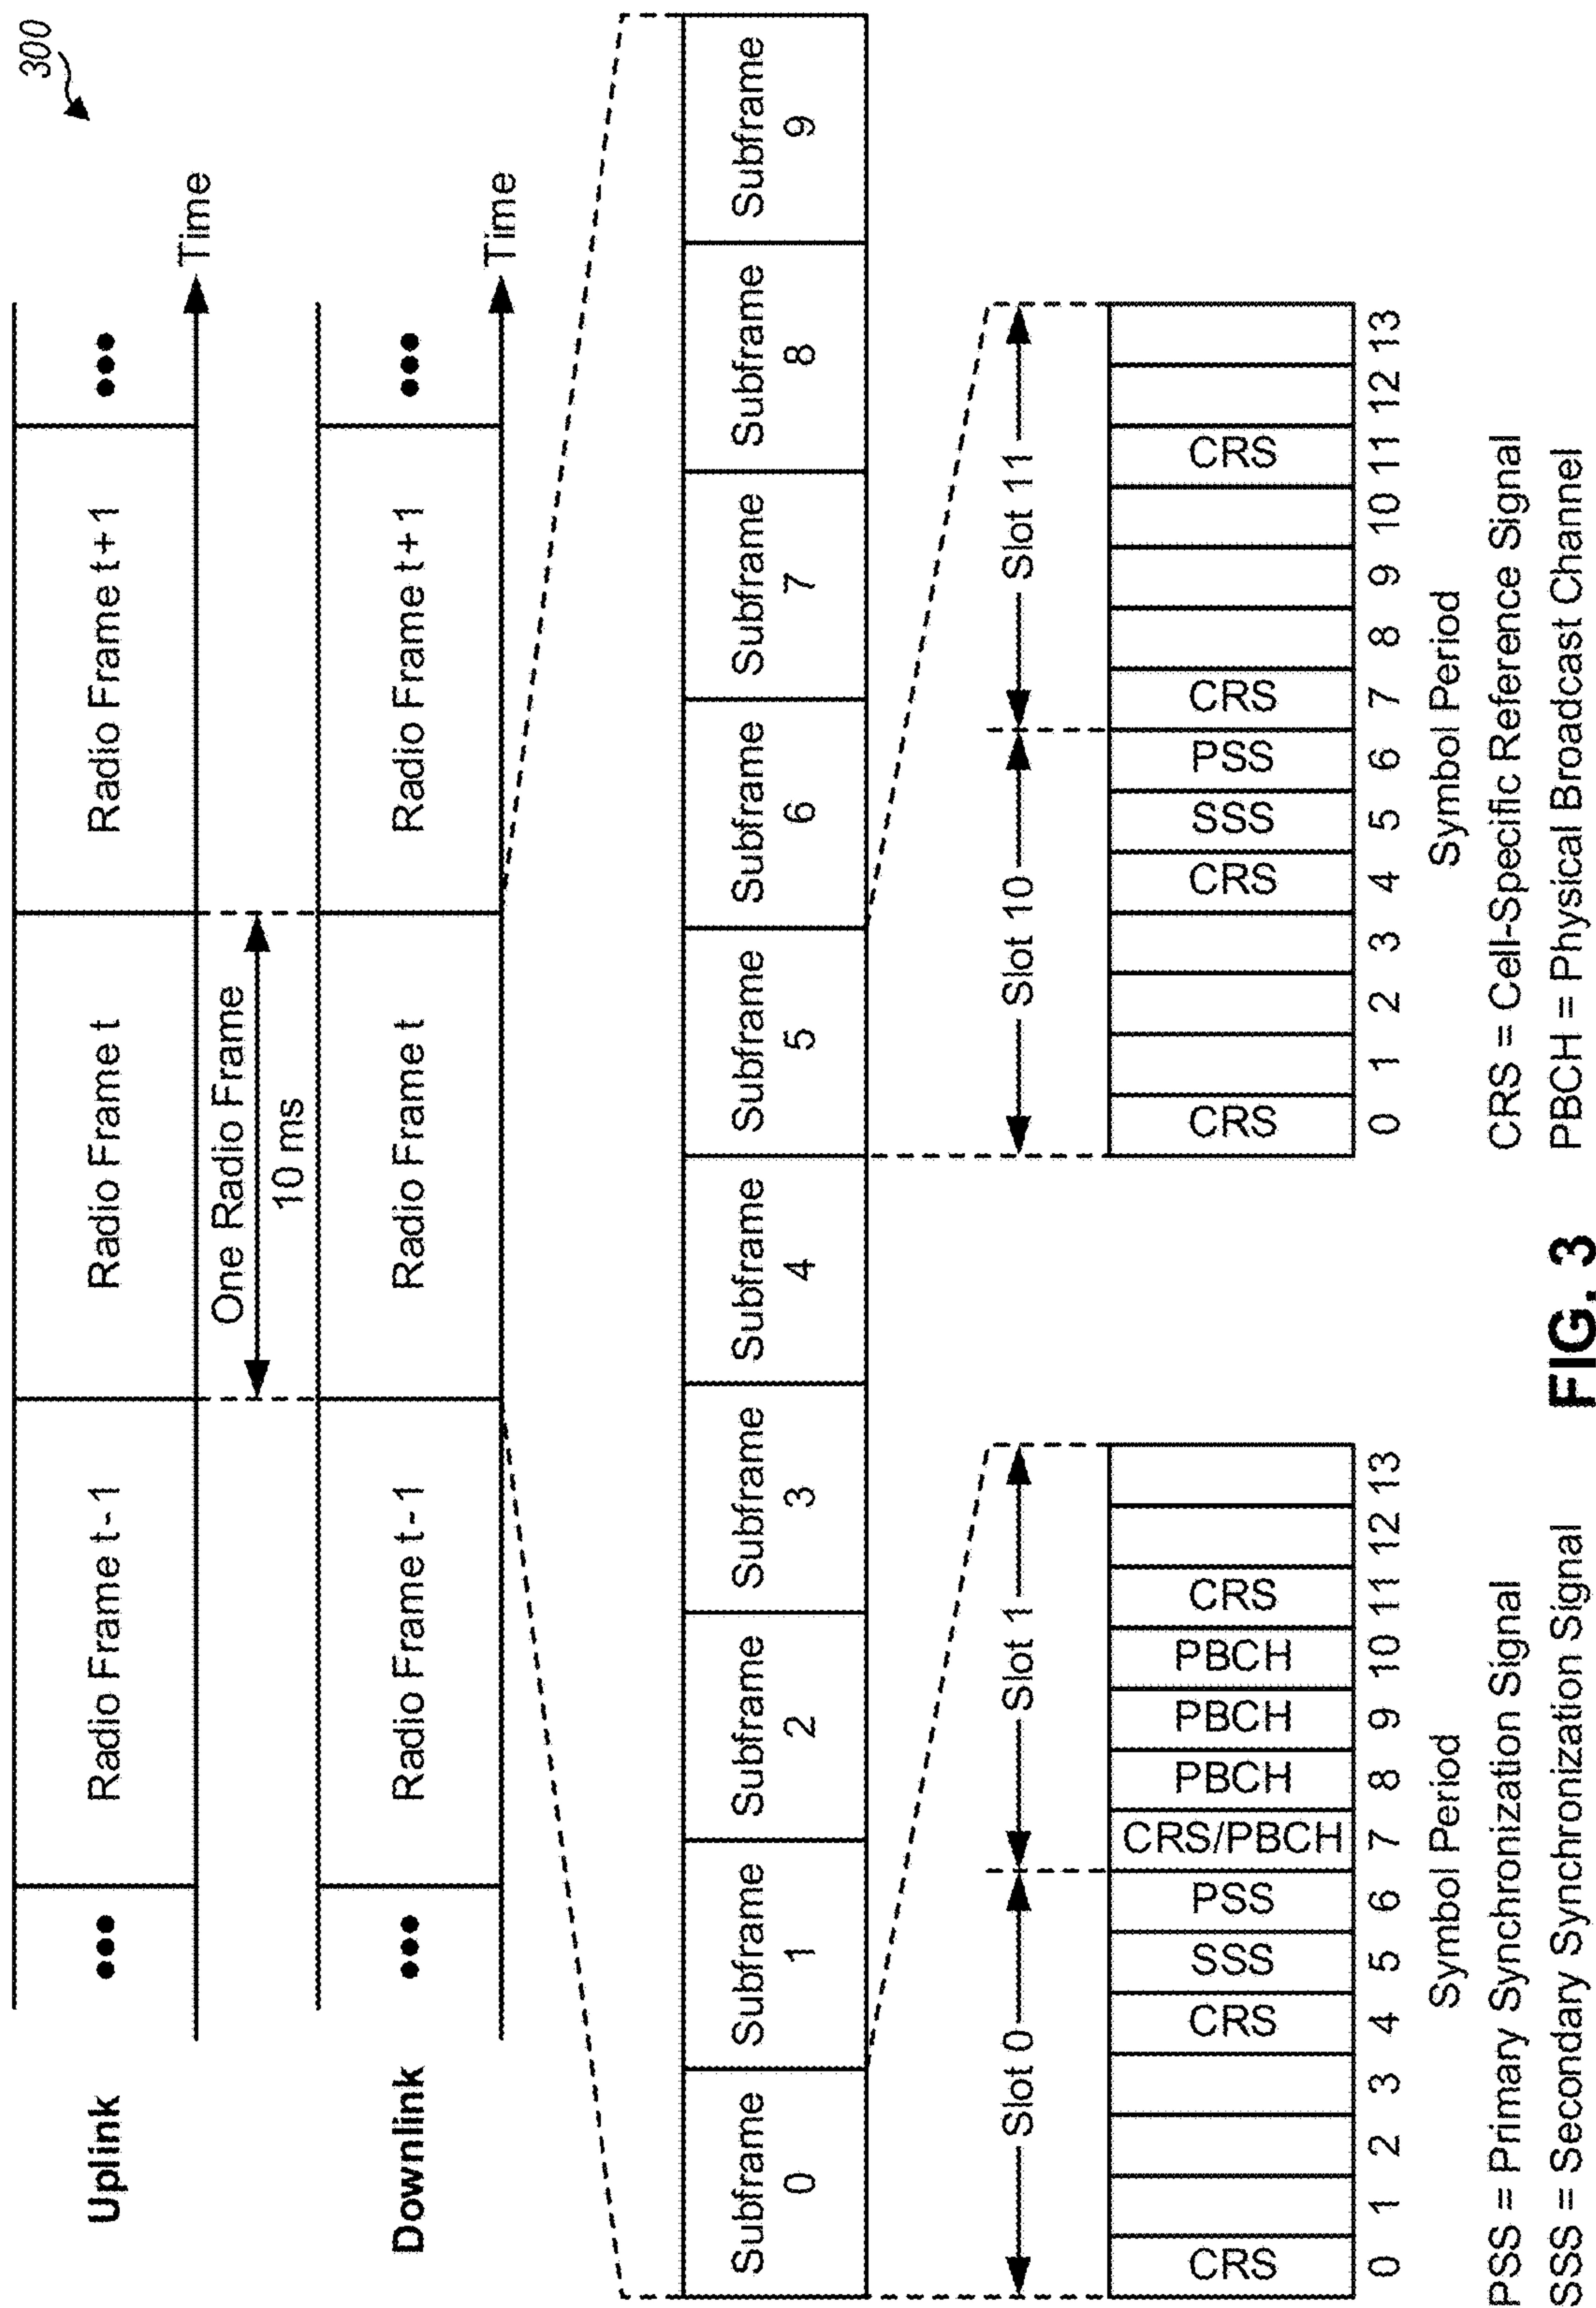 300
Uplink
●●● Radio Frame t-1 Radio Frame t Radio Frame t+1 ●●●
Time
One Radio Frame
10 ms
Downlink
●●● Radio Frame t-1 Radio Frame t Radio Frame t+1 ●●●
Time
Subframe Subframe Subframe Subframe Subframe Subframe Subframe Subframe Subframe Subframe
0 1 2 3 4 5 6 7 8 9
Slot 0 Slot 1
CRS CRS SSS PSS CRS/PBCH PBCH PBCH PBCH CRS
0 1 2 3 4 5 6 7 8 9 10 11 12 13
Symbol Period
Slot 10 Slot 11
CRS CRS SSS PSS CRS CRS
0 1 2 3 4 5 6 7 8 9 10 11 12 13
Symbol Period
PSS = Primary Synchronization Signal
SSS = Secondary Synchronization Signal
CRS = Cell-Specific Reference Signal
PBCH = Physical Broadcast Channel
FIG. 3